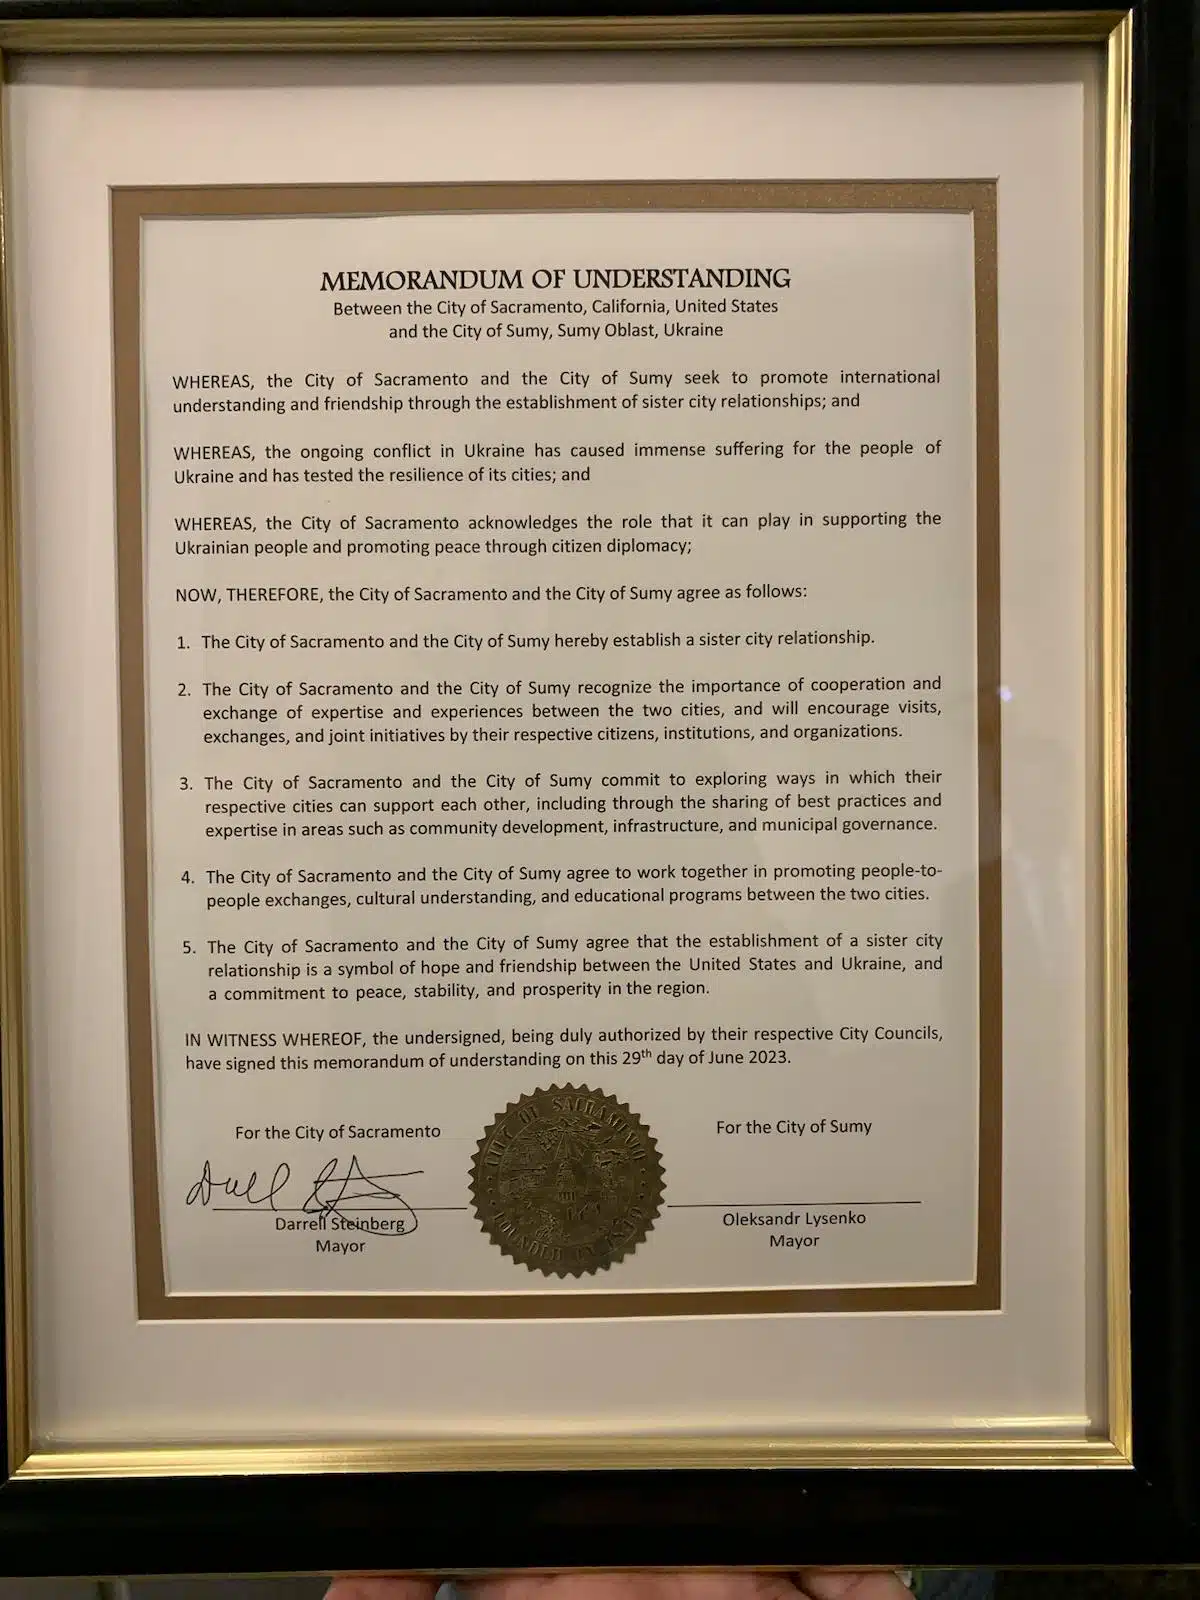 MEMORANDUM OF UNDERSTANDING
Between the City of Sacramento, California, United States
and the City of Sumy, Sumy Oblast, Ukraine
WHEREAS, the City of Sacramento and the City of Sumy seek to promote international
understanding and friendship through the establishment of sister city relationships; and
WHEREAS, the ongoing conflict in Ukraine has caused immense suffering for the people of
Ukraine and has tested the resilience of its cities; and
WHEREAS, the City of Sacramento acknowledges the role that it can play in supporting the
Ukrainian people and promoting peace through citizen diplomacy;
NOW, THEREFORE, the City of Sacramento and the City of Sumy agree as follows:
1. The City of Sacramento and the City of Sumy hereby establish a sister city relationship.
2. The City of Sacramento and the City of Sumy recognize the importance of cooperation and
exchange of expertise and experiences between the two cities, and will encourage visits,
exchanges, and joint initiatives by their respective citizens, institutions, and organizations.
3. The City of Sacramento and the City of Sumy commit to exploring ways in which their
respective cities can support each other, including through the sharing of best practices and
expertise in areas such as community development, infrastructure, and municipal governance.
4. The City of Sacramento and the City of Sumy agree to work together in promoting people-to-
people exchanges, cultural understanding, and educational programs between the two cities.
5. The City of Sacramento and the City of Sumy agree that the establishment of a sister city
relationship is a symbol of hope and friendship between the United States and Ukraine, and
a commitment to peace, stability, and prosperity in the region.
IN WITNESS WHEREOF, the undersigned, being duly authorized by their respective City Councils,
have signed this memorandum of understanding on this 29th day of June 2023.
For the City of Sacramento
Darrell Steinberg
Mayor
CITY OF SACRAMENTO
For the City of Sumy
Oleksandr Lysenko
Mayor